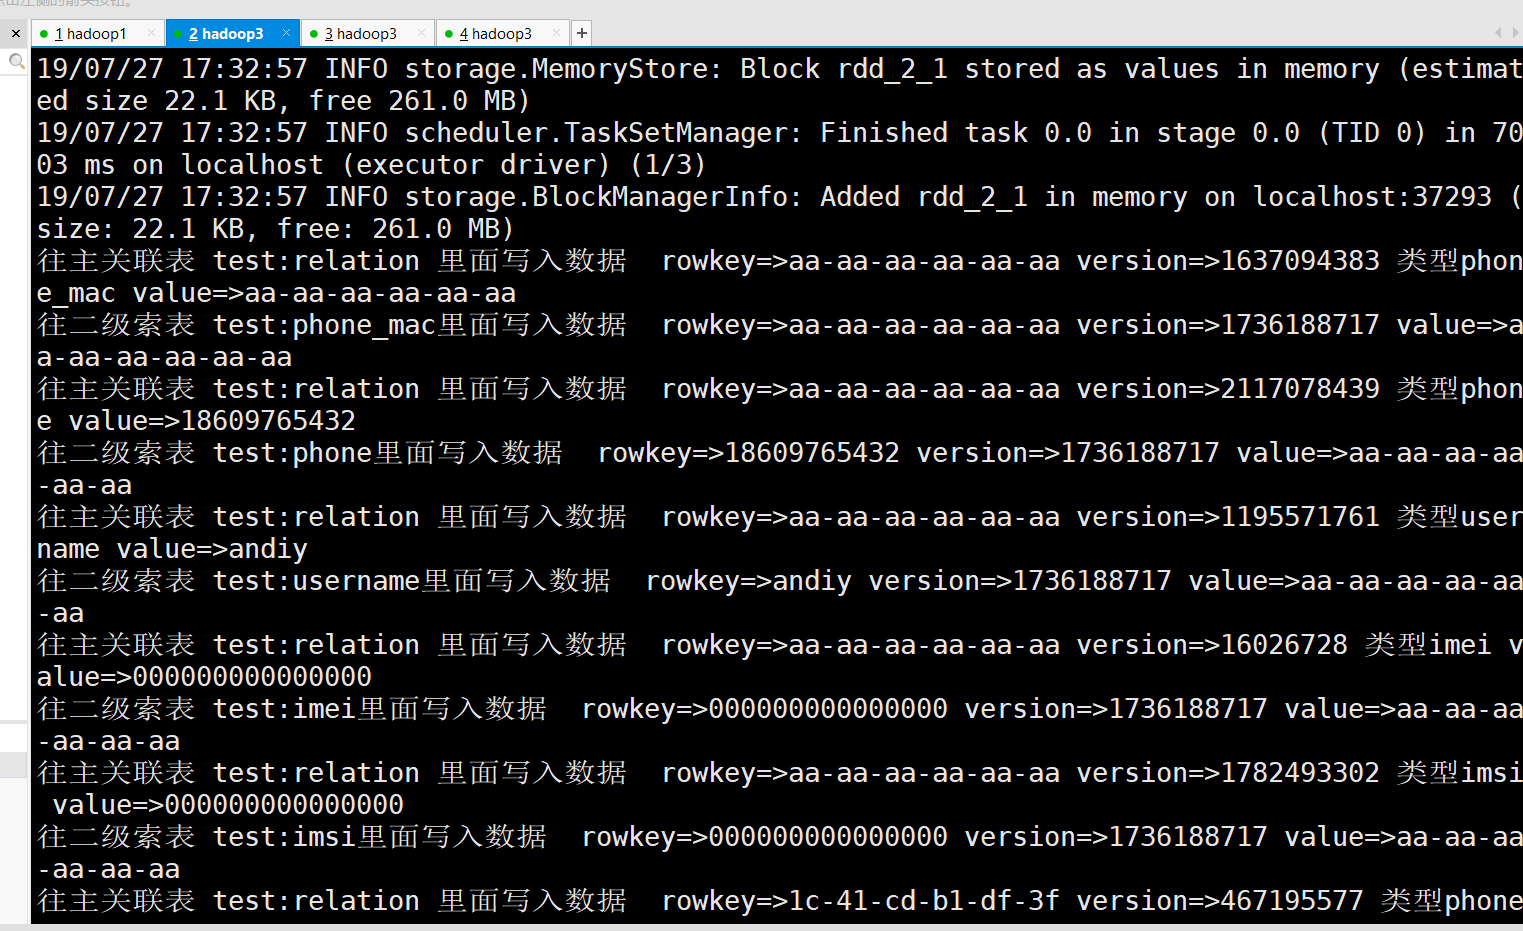 1 hadoop1
2 hadoop3
3 hadoop3
4 hadoop3
19/07/27 17:32:57 INFO storage.MemoryStore: Block rdd_2_1 stored as values in memory (estimat
ed size 22.1 KB, free 261.0 MB)
19/07/27 17:32:57 INFO scheduler.TaskSetManager: Finished task 0.0 in stage 0.0 (TID 0) in 70
03 ms on localhost (executor driver) (1/3)
19/07/27 17:32:57 INFO storage.BlockManagerInfo: Added rdd_2_1 in memory on localhost:37293 (
size: 22.1 KB, free: 261.0 MB)
往主关联表 test:relation 里面写入数据  rowkey=>aa-aa-aa-aa-aa-aa version=>1637094383 类型phon
e_mac value=>aa-aa-aa-aa-aa-aa
往二级索表 test:phone_mac里面写入数据  rowkey=>aa-aa-aa-aa-aa-aa version=>1736188717 value=>a
a-aa-aa-aa-aa-aa
往主关联表 test:relation 里面写入数据  rowkey=>aa-aa-aa-aa-aa-aa version=>2117078439 类型phon
e value=>18609765432
往二级索表 test:phone里面写入数据  rowkey=>18609765432 version=>1736188717 value=>aa-aa-aa-aa
-aa-aa
往主关联表 test:relation 里面写入数据  rowkey=>aa-aa-aa-aa-aa-aa version=>1195571761 类型user
name value=>andiy
往二级索表 test:username里面写入数据  rowkey=>andiy version=>1736188717 value=>aa-aa-aa-aa-aa
-aa
往主关联表 test:relation 里面写入数据  rowkey=>aa-aa-aa-aa-aa-aa version=>16026728 类型imei v
alue=>000000000000000
往二级索表 test:imei里面写入数据  rowkey=>000000000000000 version=>1736188717 value=>aa-aa-aa
-aa-aa-aa
往主关联表 test:relation 里面写入数据  rowkey=>aa-aa-aa-aa-aa-aa version=>1782493302 类型imsi
 value=>000000000000000
往二级索表 test:imsi里面写入数据  rowkey=>000000000000000 version=>1736188717 value=>aa-aa-aa
-aa-aa-aa
往主关联表 test:relation 里面写入数据  rowkey=>1c-41-cd-b1-df-3f version=>467195577 类型phone